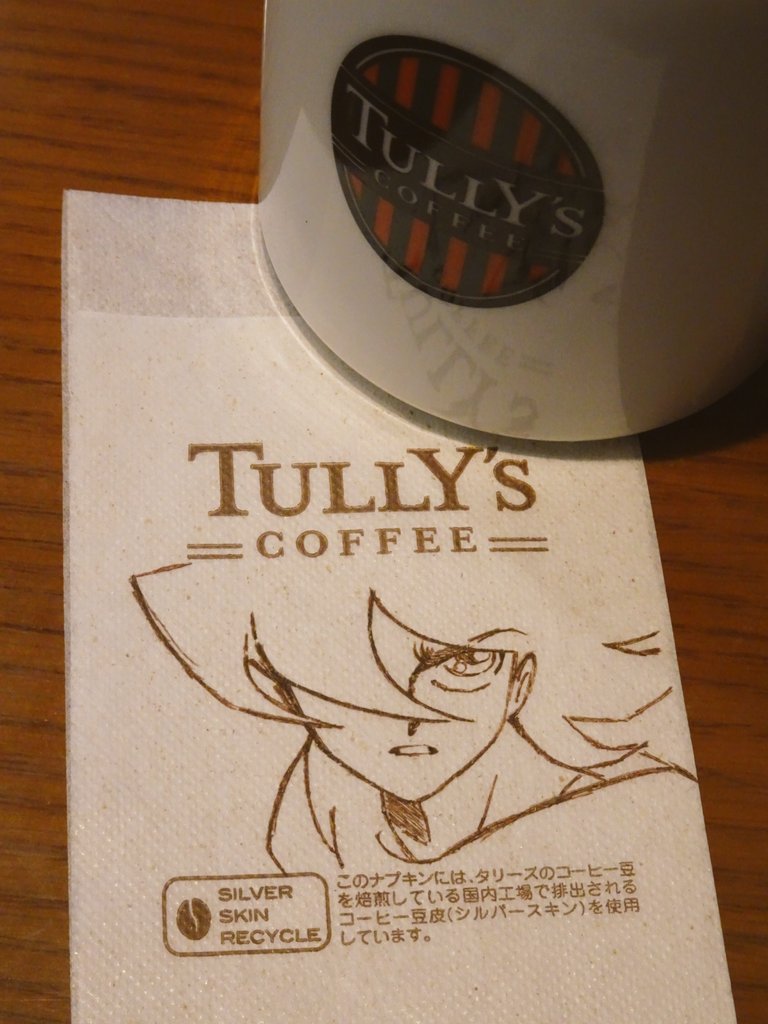 TULLY'S
COFFEE
TULLY'S
COFFEE
SILVER
SKIN
RECYCLE
このナプキンには、タリーズのコーヒー豆
を焙煎している国内工場で排出される
コーヒー豆皮(シルバースキン)を使用
しています。